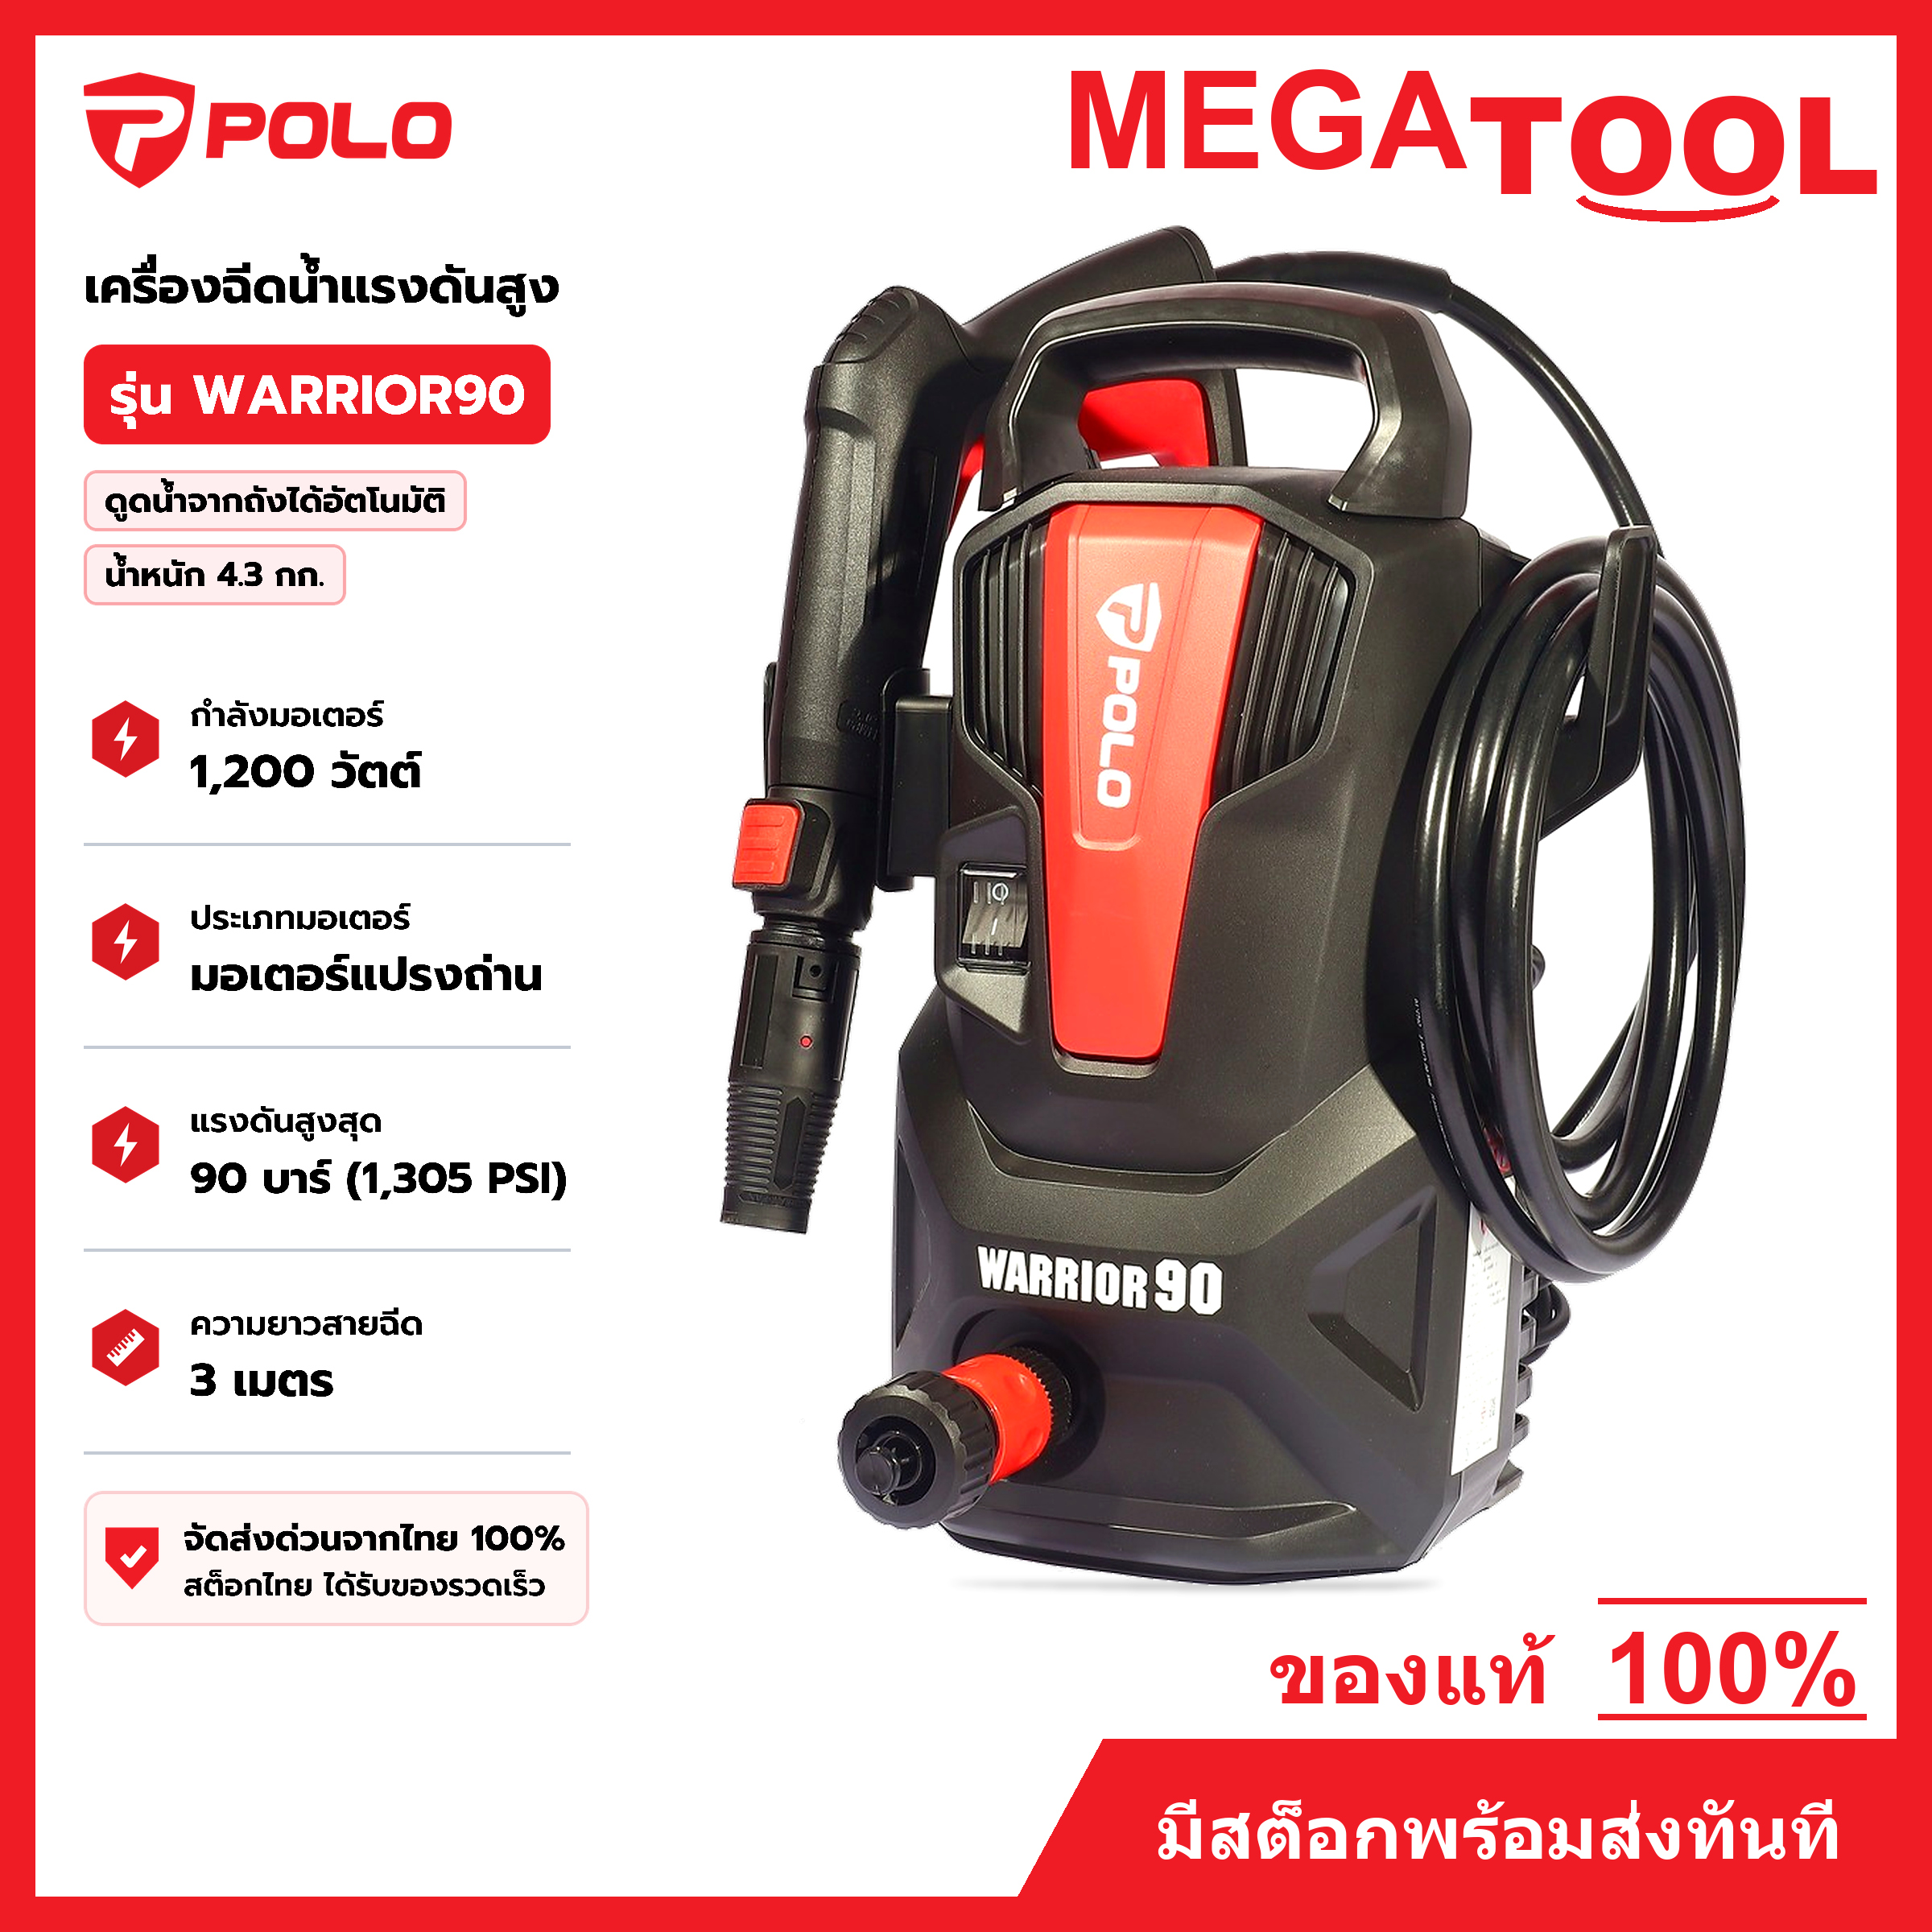 POLO
MEGATOOL
เครื่องฉีดน้ำแรงดันสูง
รุ่น WARRIOR90
ดูดน้ำจากถังได้อัตโนมัติ
น้ำหนัก 4.3 กก.
กำลังมอเตอร์
1,200 วัตต์
ประเภทมอเตอร์
มอเตอร์แปรงถ่าน
แรงดันสูงสุด
90 บาร์ (1,305 PSI)
ความยาวสายฉีด
3 เมตร
จัดส่งด่วนจากไทย 100%
สต็อกไทย ได้รับของรวดเร็ว
POLO
WARRIOR 90
ของแท้ 100%
มีสต็อกพร้อมส่งทันที